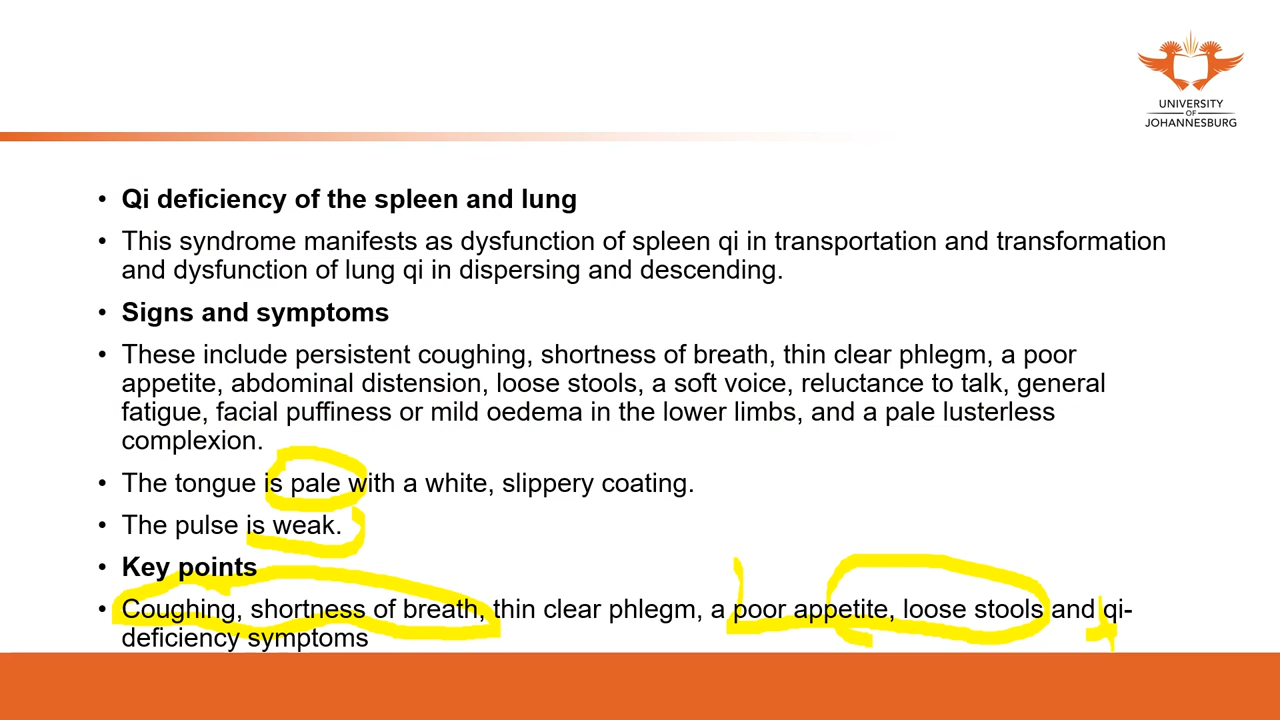 UNIVERSITY
OF
JOHANNESBURG
• Qi deficiency of the spleen and lung
• This syndrome manifests as dysfunction of spleen qi in transportation and transformation
and dysfunction of lung qi in dispersing and descending.
• Signs and symptoms
• These include persistent coughing, shortness of breath, thin clear phlegm, a poor
appetite, abdominal distension, loose stools, a soft voice, reluctance to talk, general
fatigue, facial puffiness or mild oedema in the lower limbs, and a pale lusterless
complexion.
• The tongue is pale with a white, slippery coating.
• The pulse is weak.
• Key points
• Coughing, shortness of breath, thin clear phlegm, a poor appetite, loose stools and qi-
deficiency symptoms